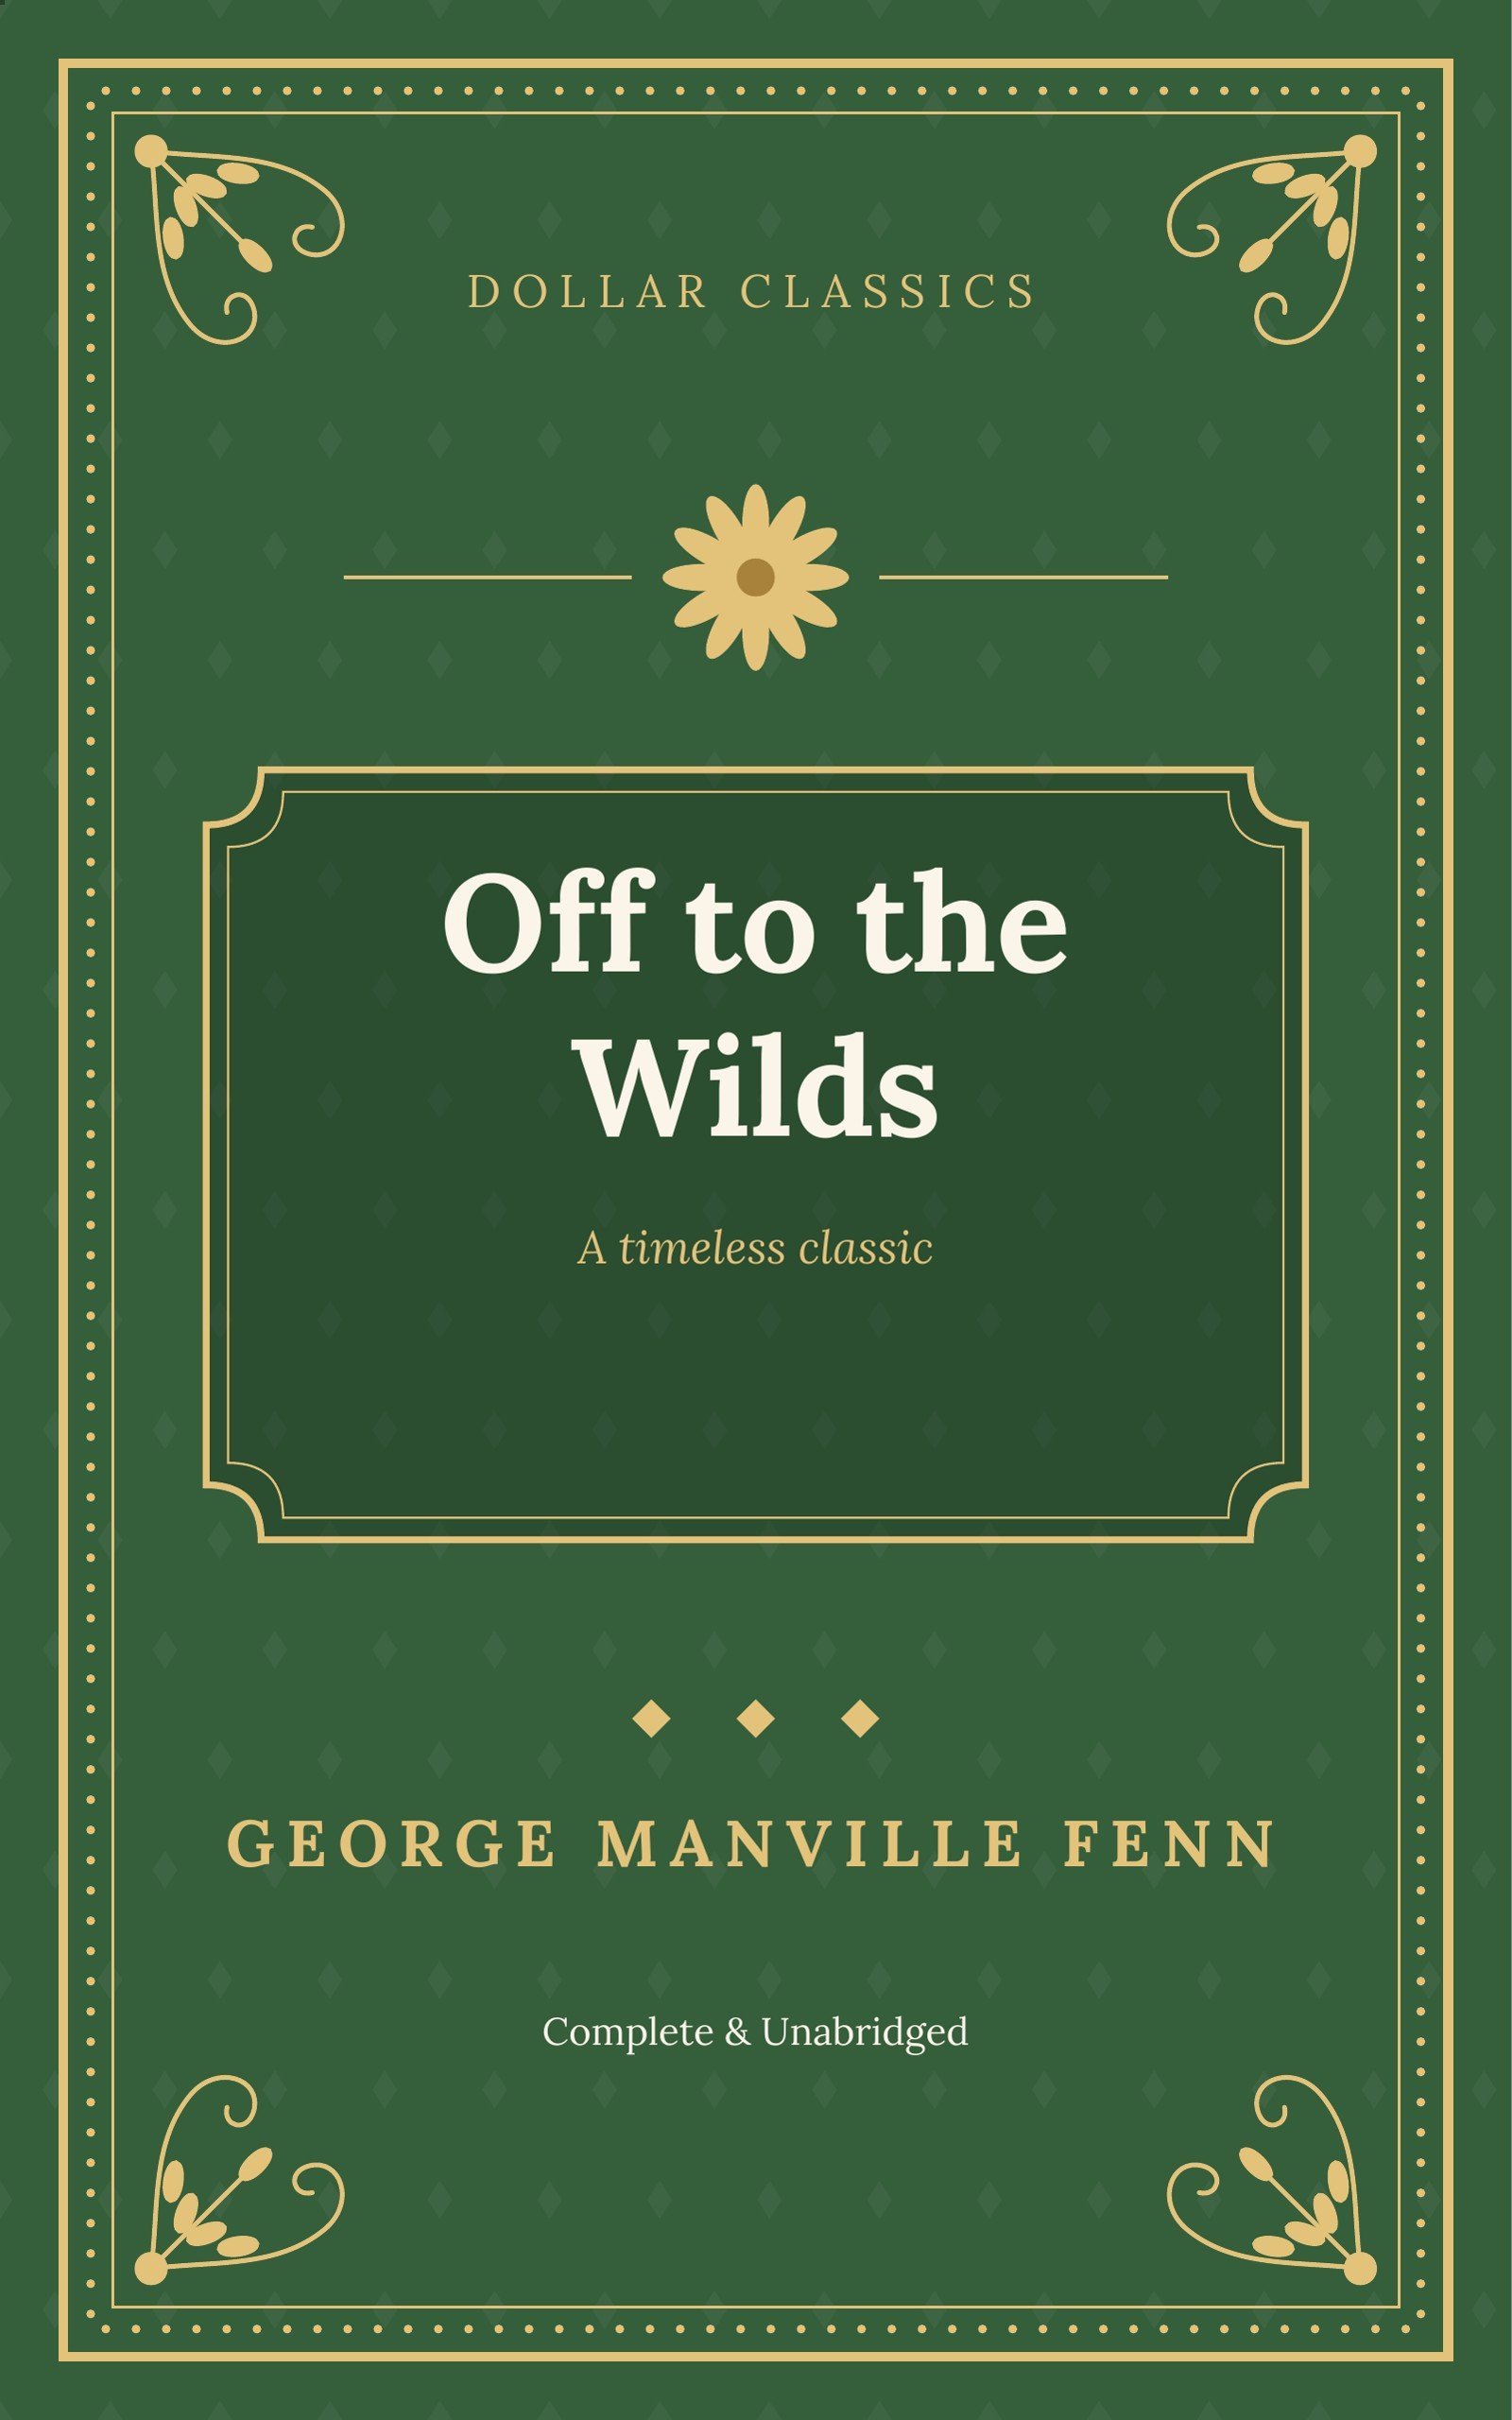 DOLLAR CLASSICS
Off to the
Wilds
A timeless classic
GEORGE MANVILLE FENN
Complete & Unabridged